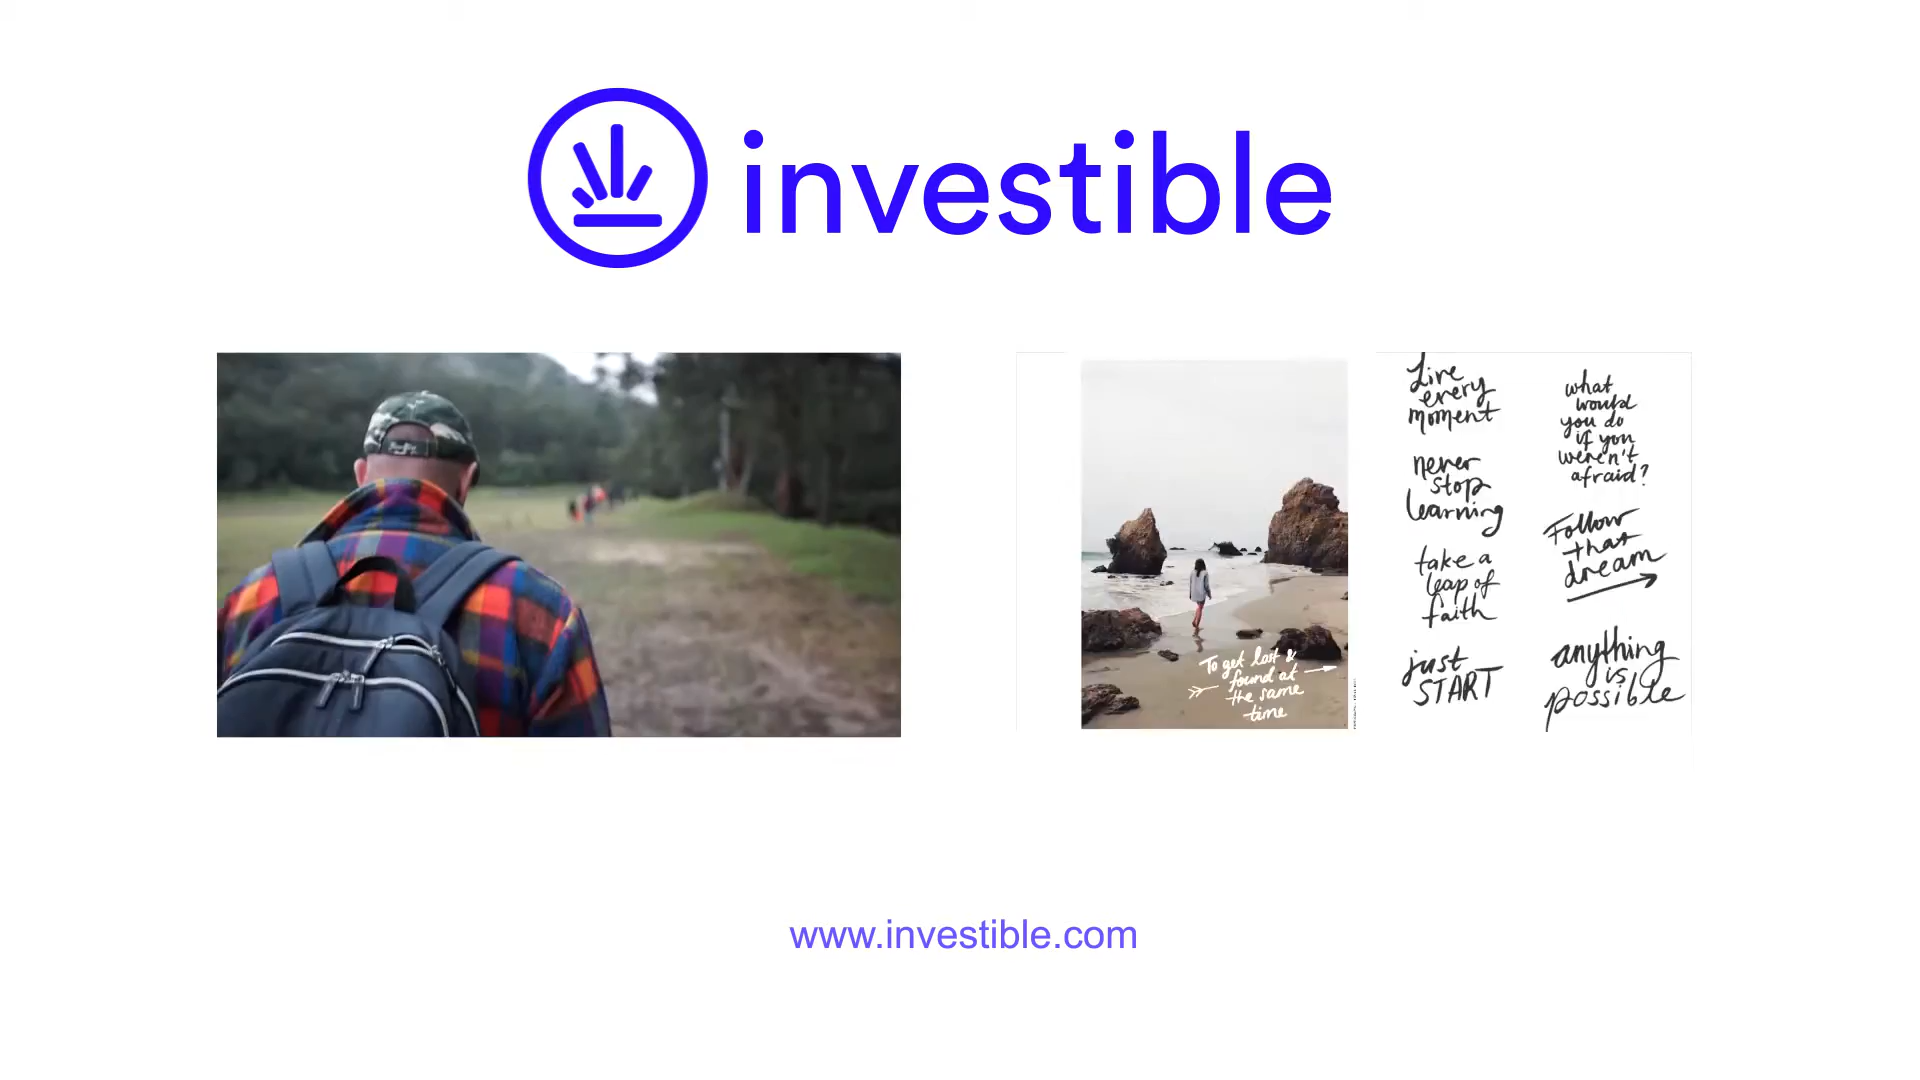 investible
To get lost &
found at
the same
time
Live
every
moment
never
stop
learning
take a
leap of
faith
just
START
what
would
you do
if you
weren't
afraid?
Follow
that
dream
anything
is
possible
www.investible.com